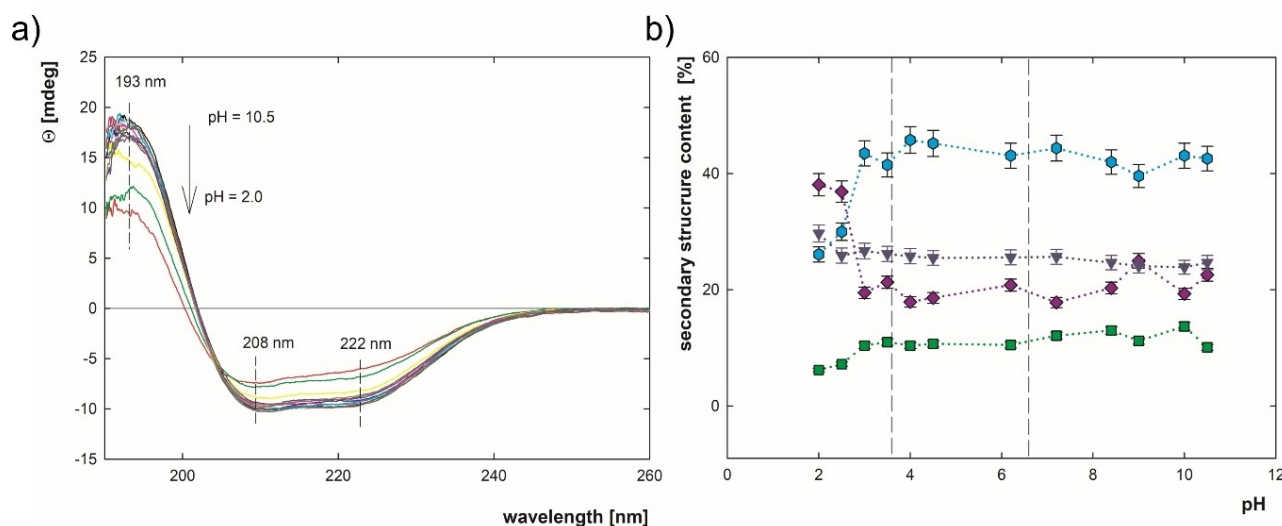 a)
Θ [mdeg]
25
20
15
10
5
0
-5
-10
-15
193 nm
pH = 10.5
pH = 2.0
208 nm
222 nm
200
220
240
260
wavelength [nm]
b)
secondary strucrure content [%]
60
40
20
0
0
2
4
6
8
10
12
pH